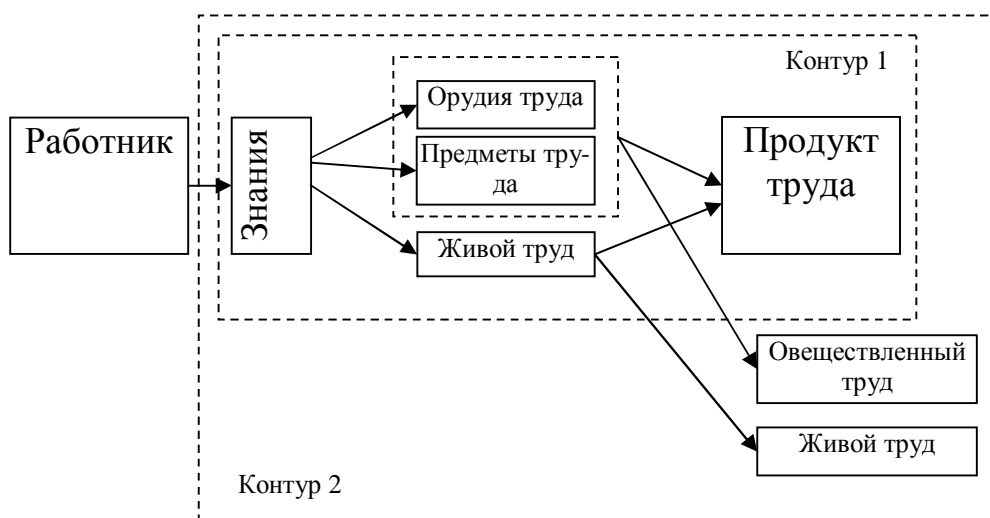 Контур 1
Работник
Знания
Орудия труда
Предметы тру-
да
Живой труд
Продукт
труда
Овеществленный
труд
Живой труд
Контур 2